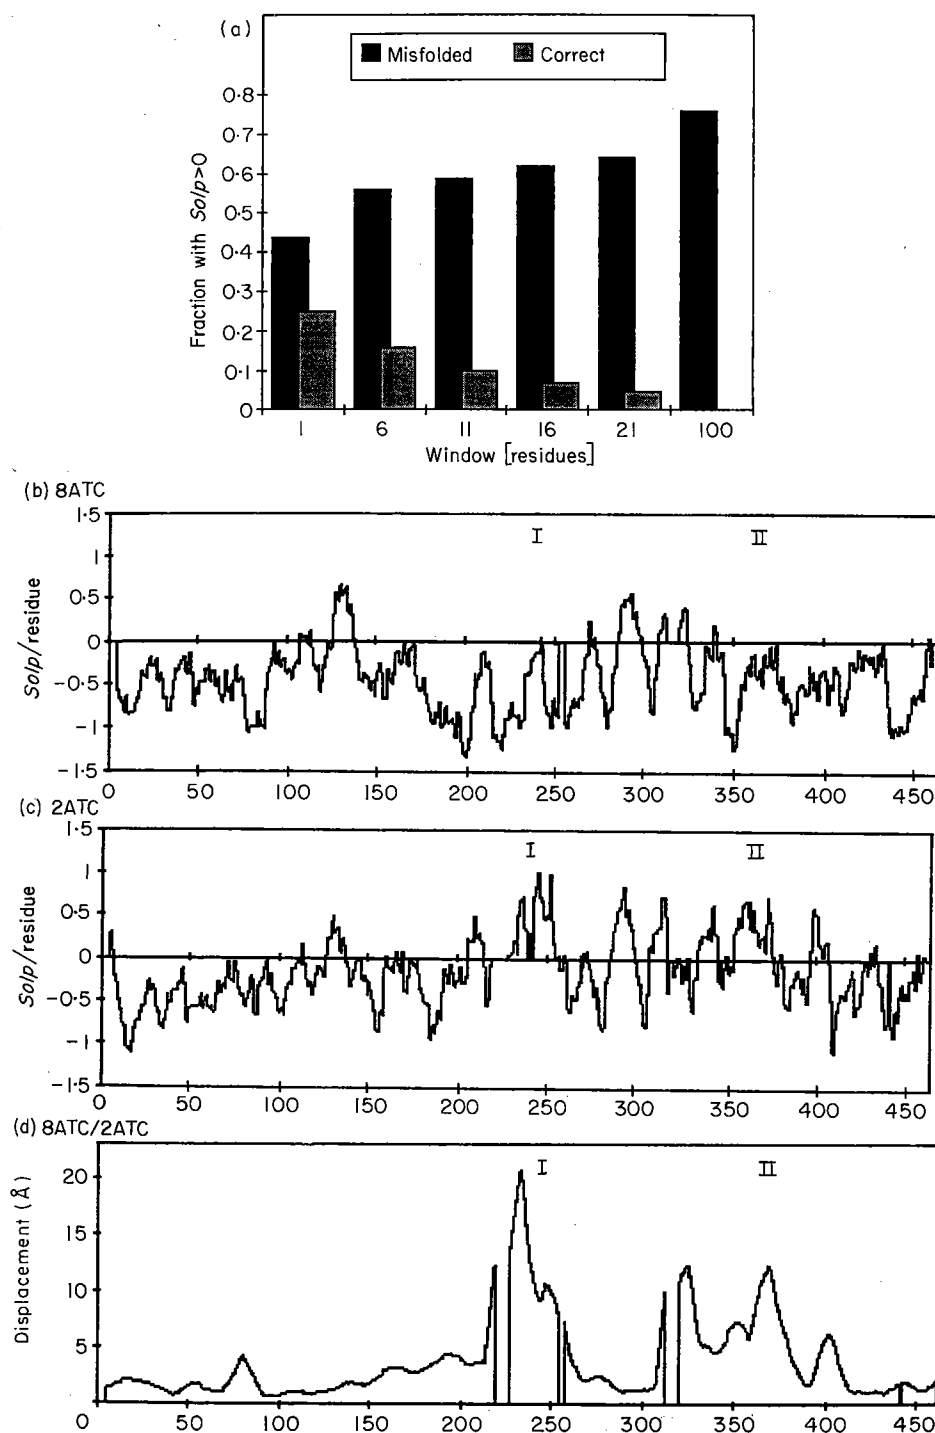 (a)
Misfolded Correct
0·8
0·7
0·6
0·5
0·4
0·3
0·2
0·1
0
Fraction with Solp>0
1 6 11 16 21 100
Window [residues]
(b) 8ATC
1·5
1
0·5
0
-0·5
-1
-1·5
Solp/residue
I II
0 50 100 150 200 250 300 350 400 450
(c) 2ATC
1·5
1
0·5
0
-0·5
-1
-1·5
Solp/residue
I II
0 50 100 150 200 250 300 350 400 450
(d) 8ATC/2ATC
20
15
10
5
Displacement (Å)
I II
0 50 100 150 200 250 300 350 400 450